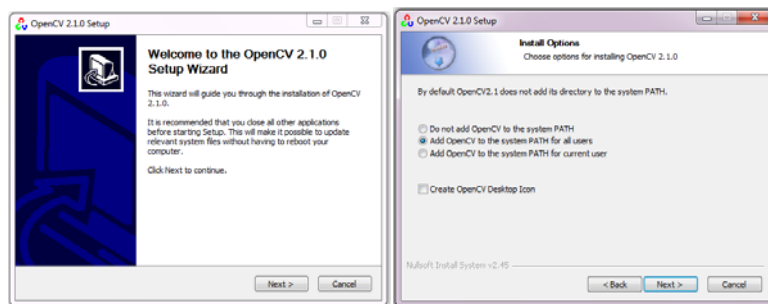 OpenCV 2.1.0 Setup
Welcome to the OpenCV 2.1.0
Setup Wizard
This wizard will guide you through the installation of OpenCV
2.1.0.
It is recommended that you close all other applications
before starting Setup. This will make it possible to update
relevant system files without having to reboot your
computer.
Click Next to continue.
Next >
Cancel
OpenCV 2.1.0 Setup
Install Options
Choose options for installing OpenCV 2.1.0
By default OpenCV2.1 does not add its directory to the system PATH.
Do not add OpenCV to the system PATH
Add OpenCV to the system PATH for all users
Add OpenCV to the system PATH for current user
Create OpenCV Desktop Icon
Nullsoft Install System v2.45
< Back
Next >
Cancel